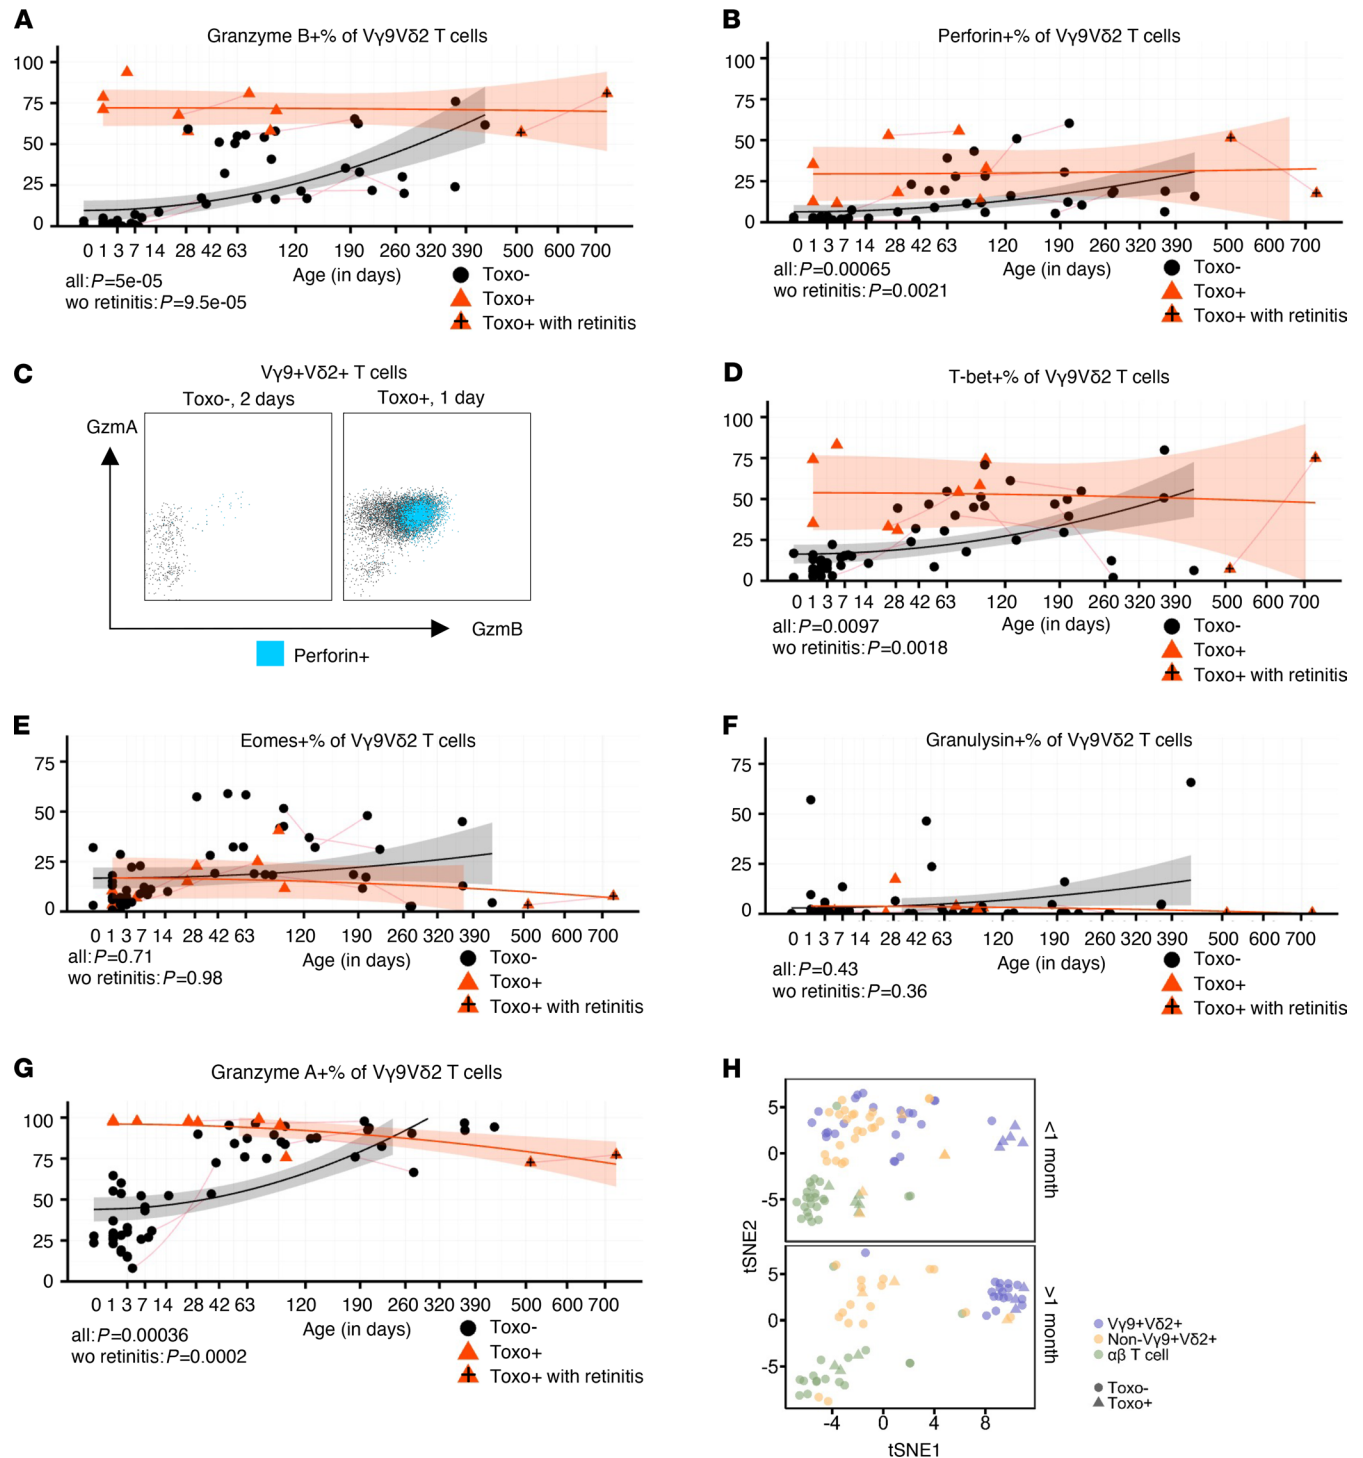 A
Granzyme B+% of Vγ9Vδ2 T cells
100
75
50
25
0
0 1 3 7 14 28 42 63 120 190 260 320 390 500 600 700
Age (in days)
all: P=5e-05
wo retinitis: P=9.5e-05
Toxo-
Toxo+
Toxo+ with retinitis
B
Perforin+% of Vγ9Vδ2 T cells
100
75
50
25
0
0 1 3 7 14 28 42 63 120 190 260 320 390 500 600 700
Age (in days)
all: P=0.00065
wo retinitis: P=0.0021
Toxo-
Toxo+
Toxo+ with retinitis
C
Vγ9+Vδ2+ T cells
Toxo-, 2 days
Toxo+, 1 day
GzmA
GzmB
Perforin+
D
T-bet+% of Vγ9Vδ2 T cells
100
75
50
25
0
0 1 3 7 14 28 42 63 120 190 260 320 390 500 600 700
Age (in days)
all: P=0.0097
wo retinitis: P=0.0018
Toxo-
Toxo+
Toxo+ with retinitis
E
Eomes+% of Vγ9Vδ2 T cells
75
50
25
0
0 1 3 7 14 28 42 63 120 190 260 320 390 500 600 700
Age (in days)
all: P=0.71
wo retinitis: P=0.98
Toxo-
Toxo+
Toxo+ with retinitis
F
Granulysin+% of Vγ9Vδ2 T cells
75
50
25
0
0 1 3 7 14 28 42 63 120 190 260 320 390 500 600 700
Age (in days)
all: P=0.43
wo retinitis: P=0.36
Toxo-
Toxo+
Toxo+ with retinitis
G
Granzyme A+% of Vγ9Vδ2 T cells
100
75
50
25
0
0 1 3 7 14 28 42 63 120 190 260 320 390 500 600 700
Age (in days)
all: P=0.00036
wo retinitis: P=0.0002
Toxo-
Toxo+
Toxo+ with retinitis
H
5
0
-5
<1 month
5
0
-5
>1 month
tSNE2
-4 0 4 8
tSNE1
Vγ9+Vδ2+
Non-Vγ9+Vδ2+
αβ T cell
Toxo-
Toxo+